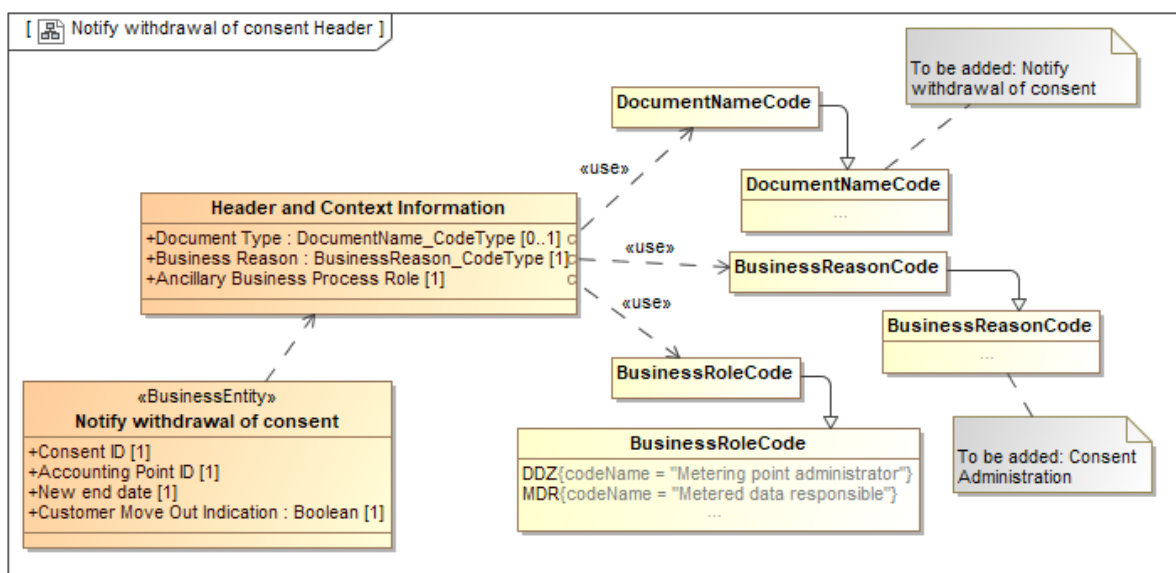 [ Notify withdrawal of consent Header ]
To be added: Notify
withdrawal of consent
DocumentNameCode
«use»
DocumentNameCode
...
Header and Context Information
+Document Type : DocumentName_CodeType [0..1]
+Business Reason : BusinessReason_CodeType [1]
+Ancillary Business Process Role [1]
«use»
BusinessReasonCode
«use»
BusinessReasonCode
...
BusinessRoleCode
«BusinessEntity»
Notify withdrawal of consent
+Consent ID [1]
+Accounting Point ID [1]
+New end date [1]
+Customer Move Out Indication : Boolean [1]
BusinessRoleCode
DDZ{codeName = "Metering point administrator"}
MDR{codeName = "Metered data responsible"}
...
To be added: Consent
Administration